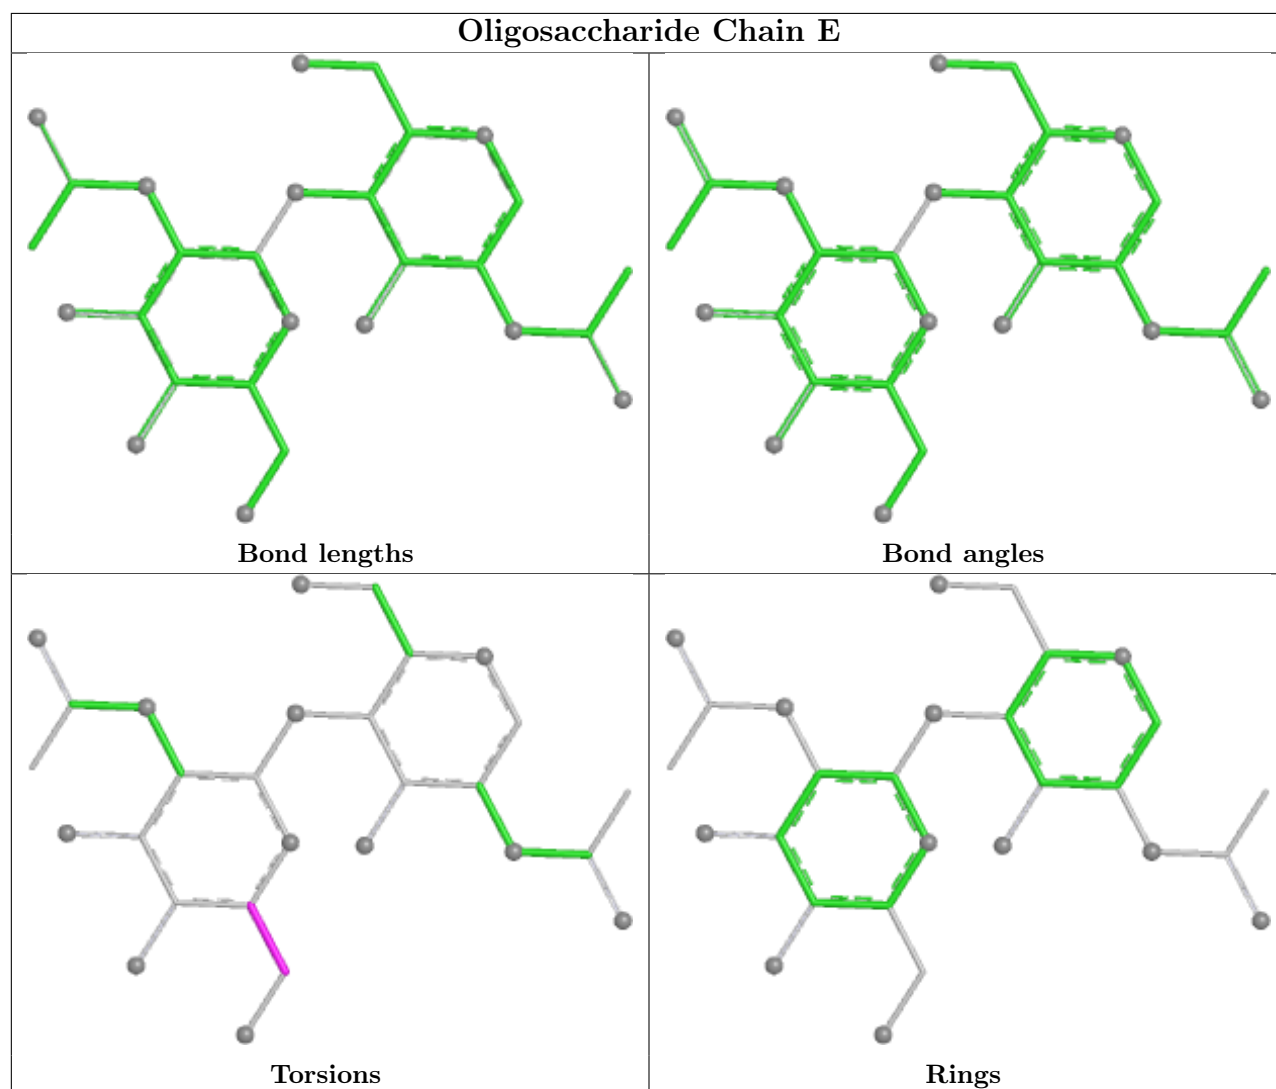 Oligosaccharide Chain E
Bond lengths
Bond angles
Torsions
Rings